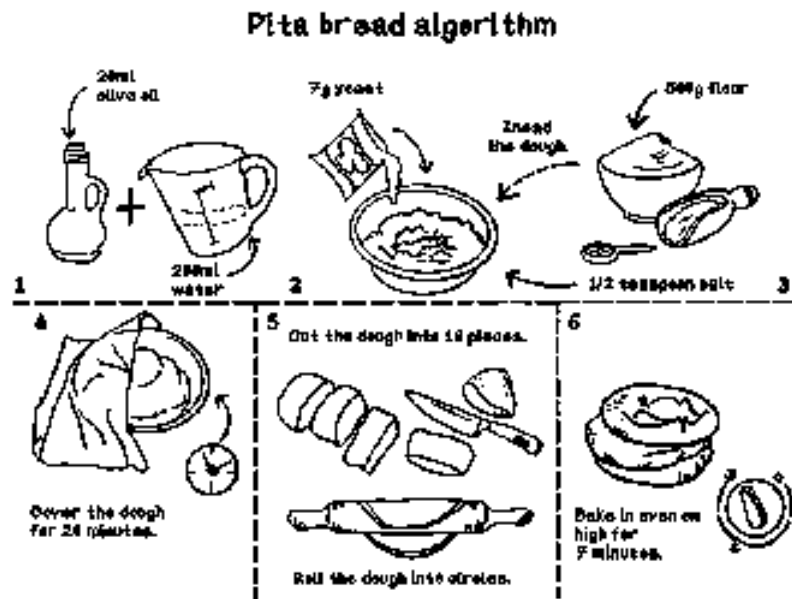 Pita bread algorithm
olive oil
7g yeast
Knead
the dough
flour
water
1/2 teaspoon salt
1
2
3
4
Cover the dough
for minutes.
5
Cut the dough into pieces.
Roll the dough into circles.
6
Bake in oven on
high for
7 minutes.